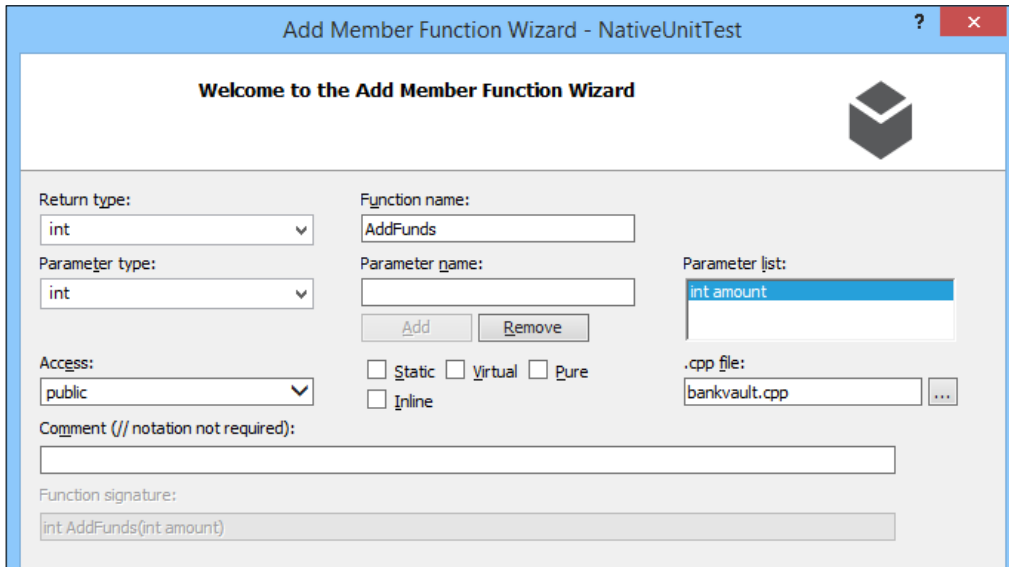 Add Member Function Wizard - NativeUnitTest
?
Welcome to the Add Member Function Wizard
Return type:
Function name:
int
AddFunds
Parameter type:
Parameter name:
Parameter list:
int
int amount
Add
Remove
Access:
Static
Virtual
Pure
.cpp file:
public
Inline
bankvault.cpp
...
Comment (// notation not required):
Function signature:
int AddFunds(int amount)